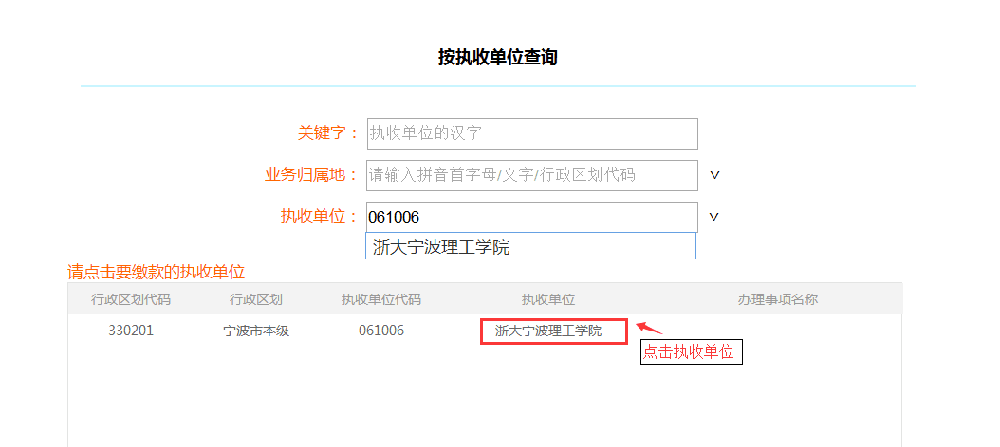 按执收单位查询
关键字： 执收单位的汉字
业务归属地： 请输入拼音首字母/文字/行政区划代码 v
执收单位： 061006 v
浙大宁波理工学院
请点击要缴款的执收单位
行政区划代码 行政区划 执收单位代码 执收单位 办理事项名称
330201 宁波市本级 061006 浙大宁波理工学院
点击执收单位